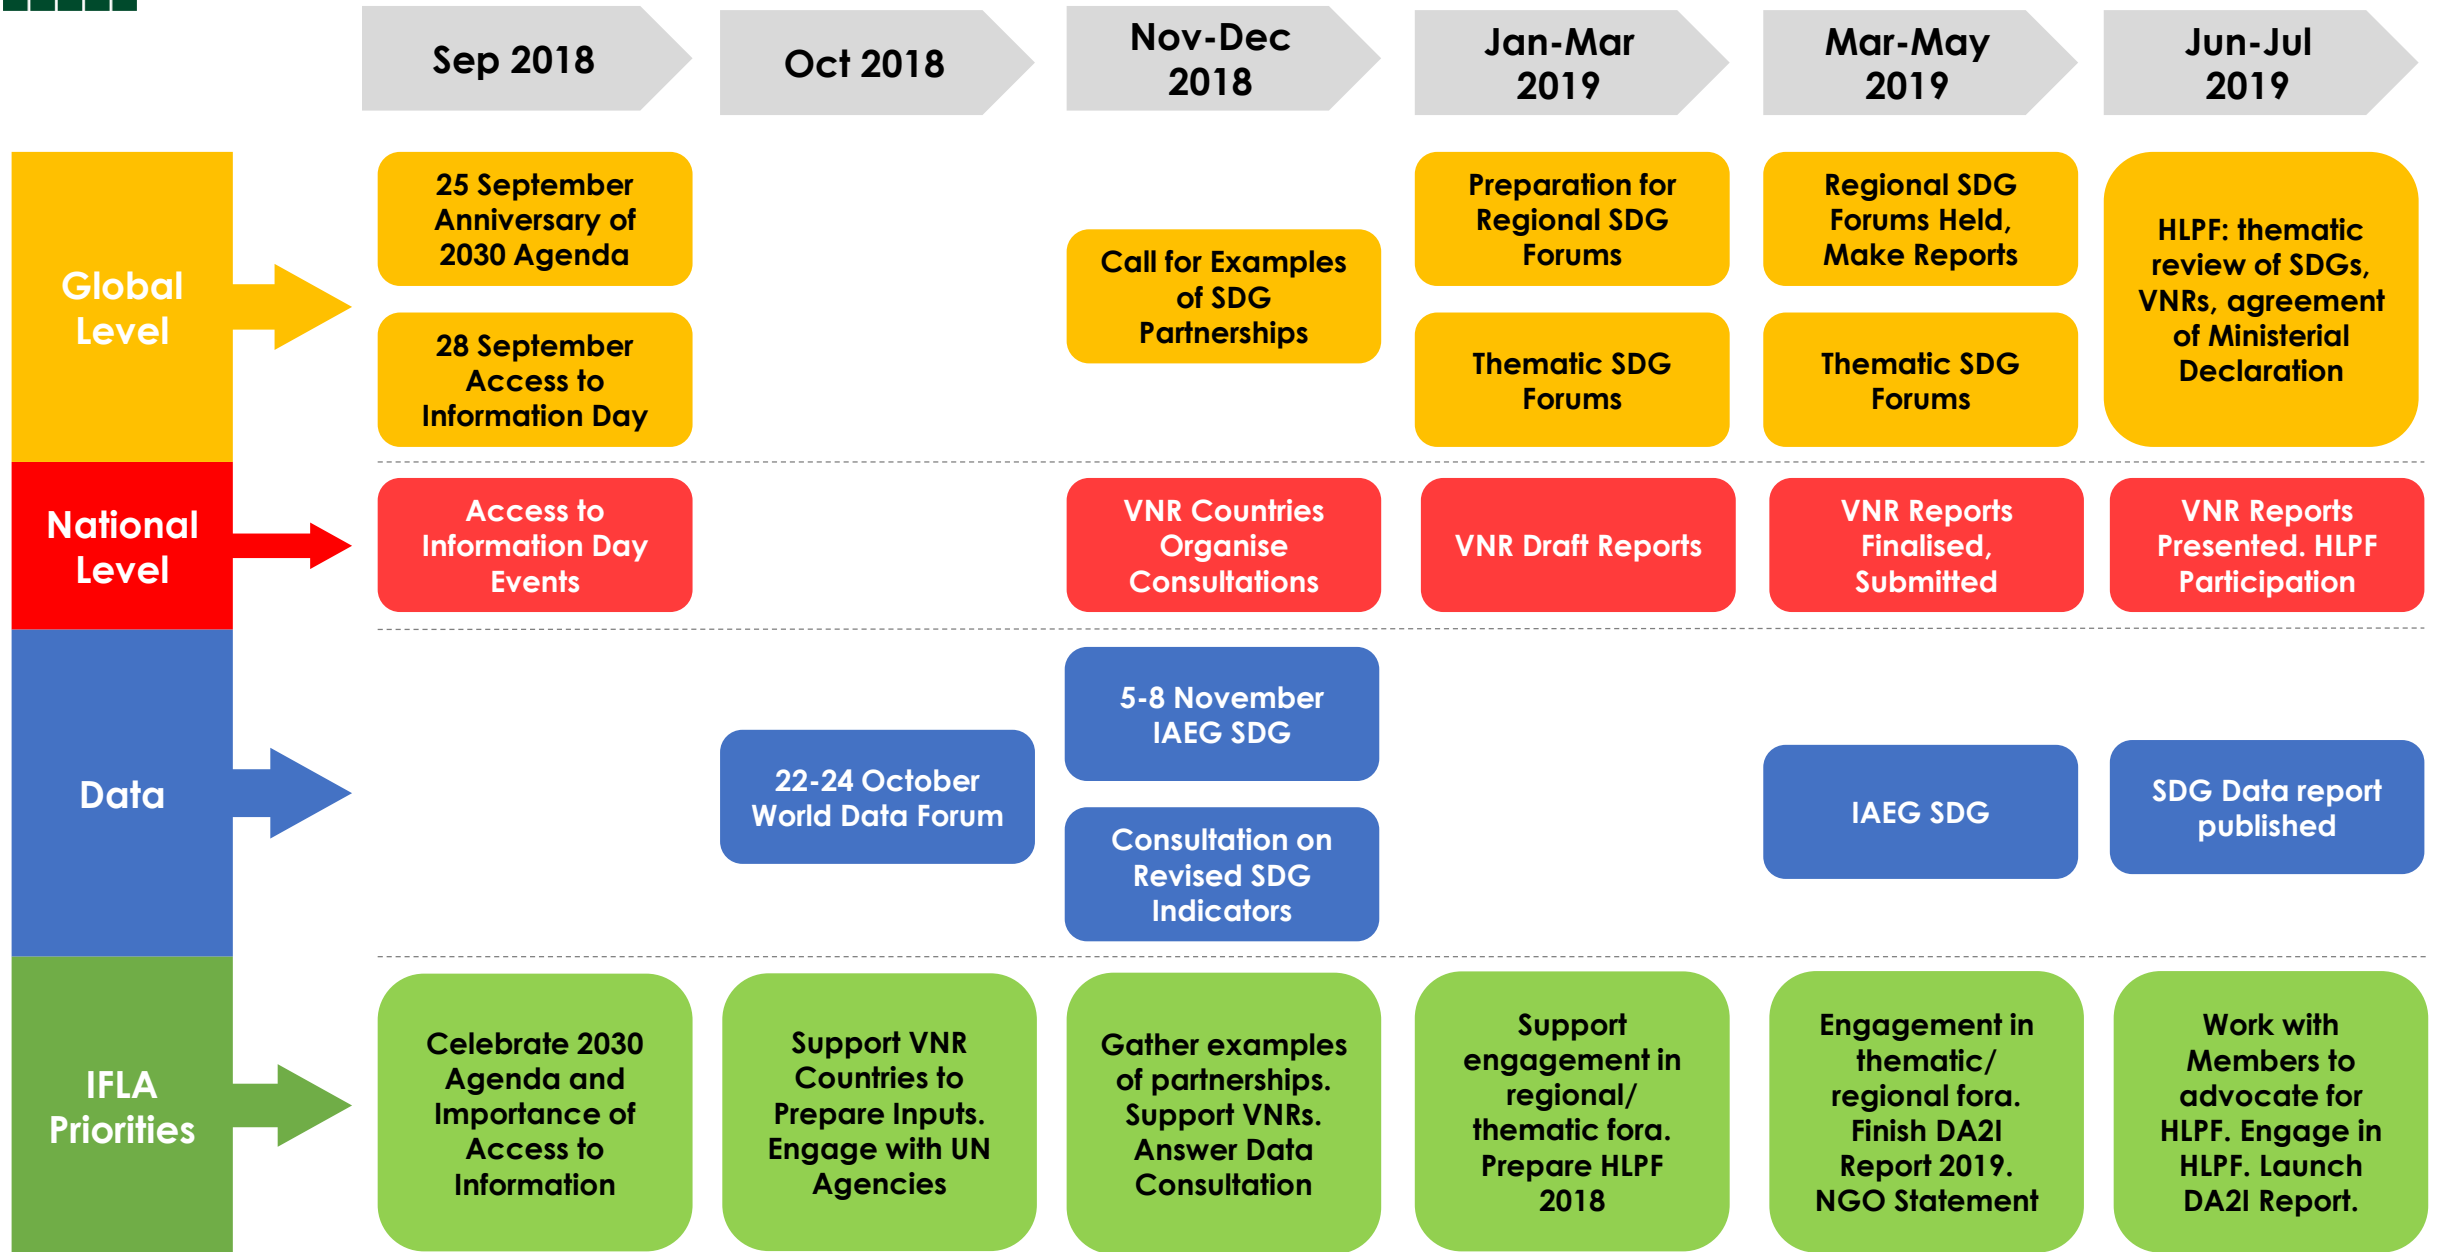 Sep 2018
Oct 2018
Nov-Dec
2018
Jan-Mar
2019
Mar-May
2019
Jun-Jul
2019
Global
Level
25 September
Anniversary of
2030 Agenda
28 September
Access to
Information Day
Call for Examples
of SDG
Partnerships
Preparation for
Regional SDG
Forums
Thematic SDG
Forums
Regional SDG
Forums Held,
Make Reports
Thematic SDG
Forums
HLPF: thematic
review of SDGs,
VNRs, agreement
of Ministerial
Declaration
National
Level
Access to
Information Day
Events
VNR Countries
Organise
Consultations
VNR Draft Reports
VNR Reports
Finalised,
Submitted
VNR Reports
Presented. HLPF
Participation
Data
22-24 October
World Data Forum
5-8 November
IAEG SDG
Consultation on
Revised SDG
Indicators
IAEG SDG
SDG Data report
published
IFLA
Priorities
Celebrate 2030
Agenda and
Importance of
Access to
Information
Support VNR
Countries to
Prepare Inputs.
Engage with UN
Agencies
Gather examples
of partnerships.
Support VNRs.
Answer Data
Consultation
Support
engagement in
regional/
thematic fora.
Prepare HLPF
2018
Engagement in
thematic/
regional fora.
Finish DA2I
Report 2019.
NGO Statement
Work with
Members to
advocate for
HLPF. Engage in
HLPF. Launch
DA2I Report.